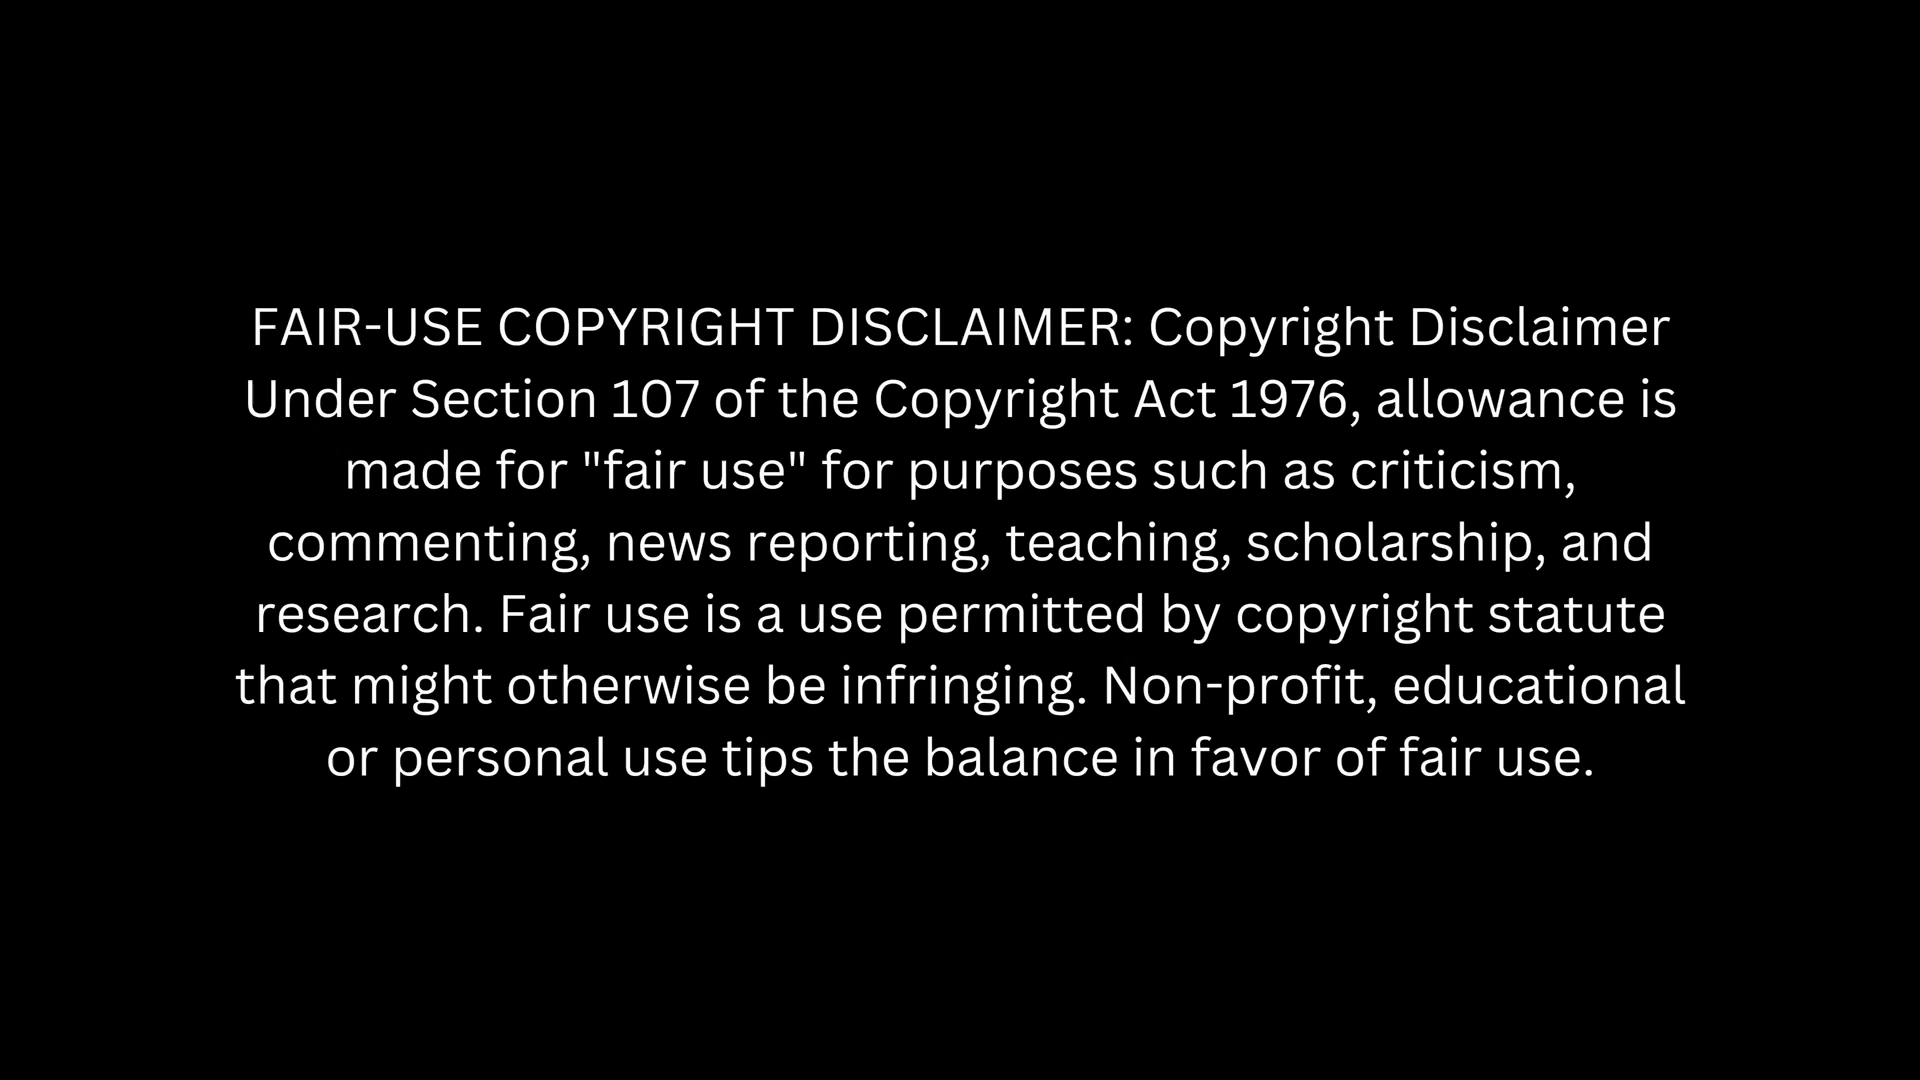 FAIR-USE COPYRIGHT DISCLAIMER: Copyright Disclaimer
Under Section 107 of the Copyright Act 1976, allowance is
made for "fair use" for purposes such as criticism,
commenting, news reporting, teaching, scholarship, and
research. Fair use is a use permitted by copyright statute
that might otherwise be infringing. Non-profit, educational
or personal use tips the balance in favor of fair use.